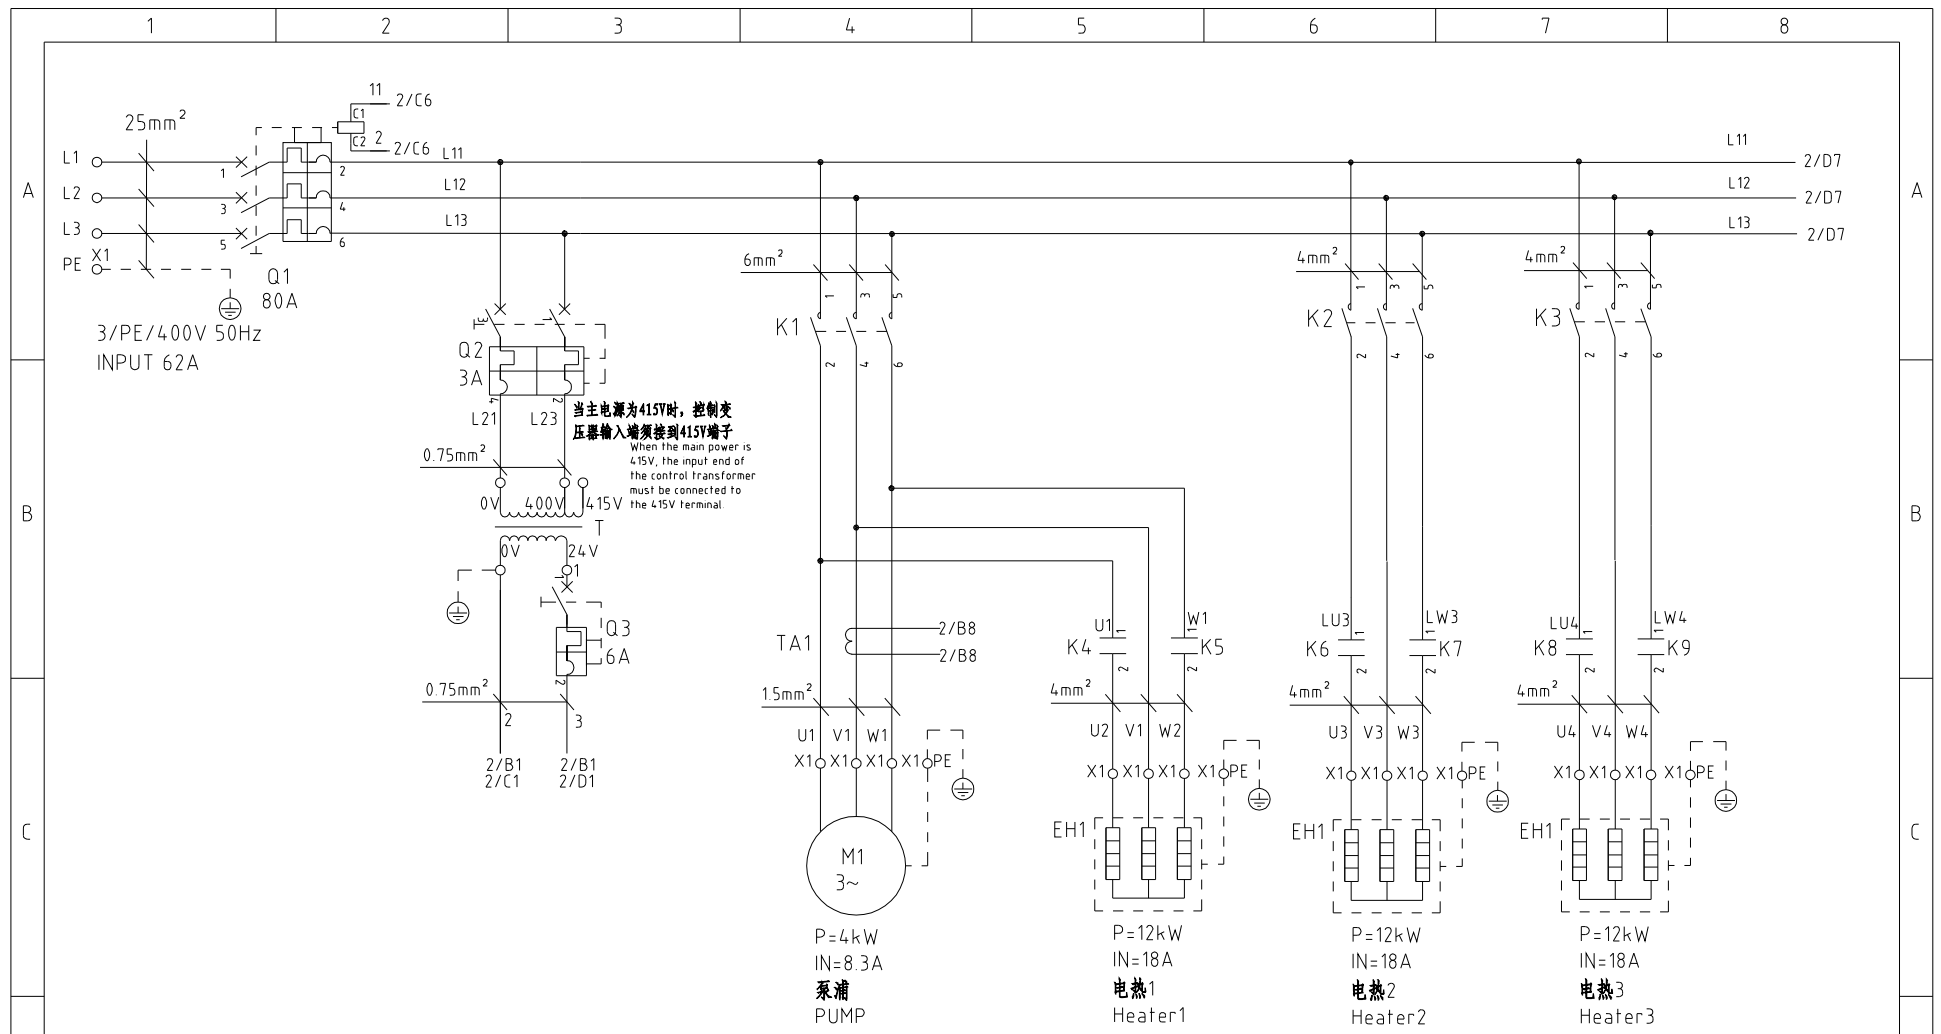 1 2 3 4 5 6 7 8
A A
B B
C C
11
2/C6
C1
C2 2
2/C6
25mm²
L1
L2
L3
PE X1
1 2
3 4
5 6
Q1
80A
3/PE/400V 50Hz
INPUT 62A
L11
L12
L13
L11
2/D7
L12
2/D7
L13
2/D7
3 1
Q2
3A
4 2
L21 L23
当主电源为415V时，控制变
压器输入端须接到415V端子
When the main power is
415V, the input end of
the control transformer
must be connected to
the 415V terminal.
0.75mm²
0V 400V 415V
T
0V 24V
1
1
Q3
6A
2
0.75mm²
2 3
2/B1 2/B1
2/C1 2/D1
6mm²
1 3 5
K1
2 4 6
TA1
2/B8
2/B8
1.5mm²
U1 V1 W1
X1 X1 X1 X1 PE
M1
3~
P=4kW
IN=8.3A
泵浦
PUMP
U1 1 W1 1
K4 K5
2 2
4mm²
U2 V1 W2
X1 X1 X1 X1 PE
EH1
P=12kW
IN=18A
电热1
Heater1
4mm²
1 3 5
K2
2 4 6
LU3 1 LW3 1
K6 K7
2 2
4mm²
U3 V3 W3
X1 X1 X1 X1 PE
EH1
P=12kW
IN=18A
电热2
Heater2
4mm²
1 3 5
K3
2 4 6
LU4 1 LW4 1
K8 K9
2 2
4mm²
U4 V4 W4
X1 X1 X1 X1 PE
EH1
P=12kW
IN=18A
电热3
Heater3